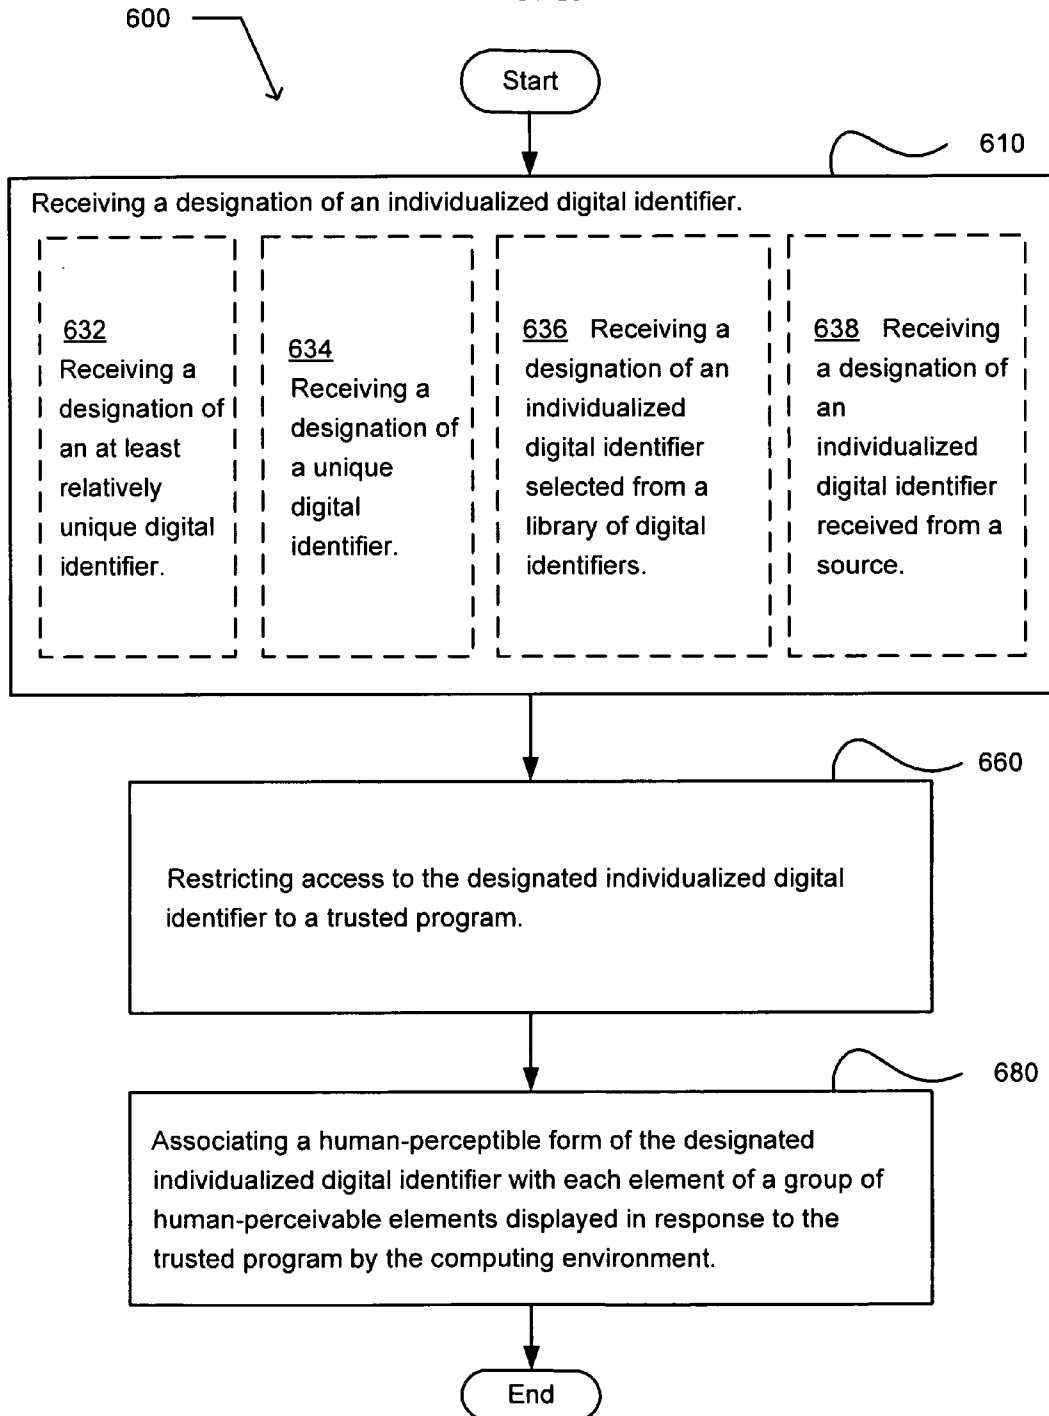 600
Start
610
Receiving a designation of an individualized digital identifier.
632
Receiving a
designation of
an at least
relatively
unique digital
identifier.
634
Receiving a
designation of
a unique
digital
identifier.
636 Receiving a
designation of an
individualized
digital identifier
selected from a
library of digital
identifiers.
638 Receiving
a designation of
an
individualized
digital identifier
received from a
source.
660
Restricting access to the designated individualized digital
identifier to a trusted program.
680
Associating a human-perceptible form of the designated
individualized digital identifier with each element of a group of
human-perceivable elements displayed in response to the
trusted program by the computing environment.
End